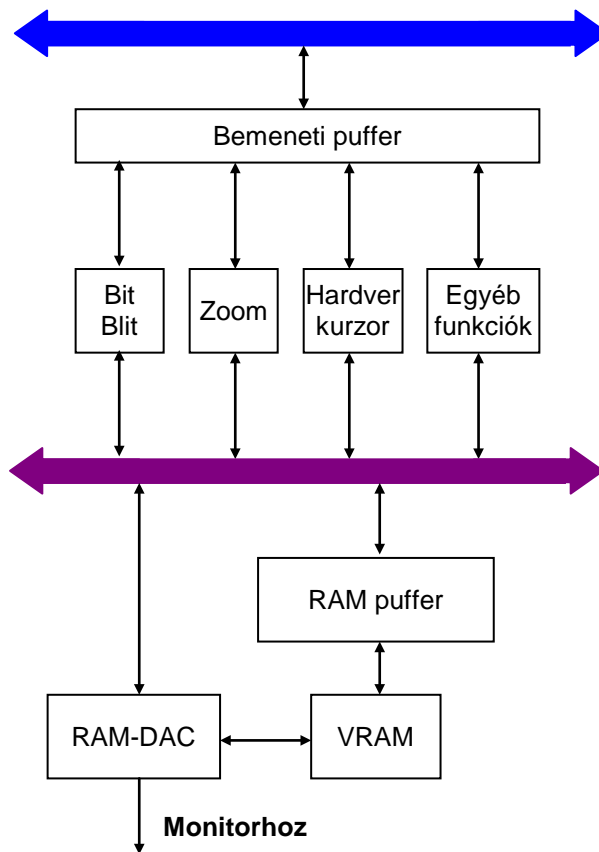 Bemeneti puffer
Bit
Blit
Zoom
Hardver
kurzor
Egyéb
funkciók
RAM puffer
RAM-DAC
VRAM
Monitorhoz